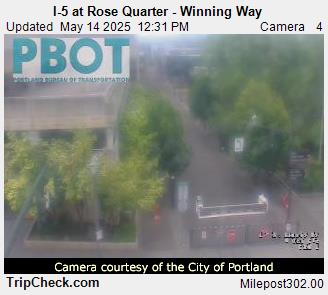 I-5 at Rose Quarter - Winning Way
Updated May 14 2025 12:31 PM Camera 4
PBOT
PORTLAND BUREAU OF TRANSPORTATION
Camera courtesy of the City of Portland
TripCheck.com Milepost302.00